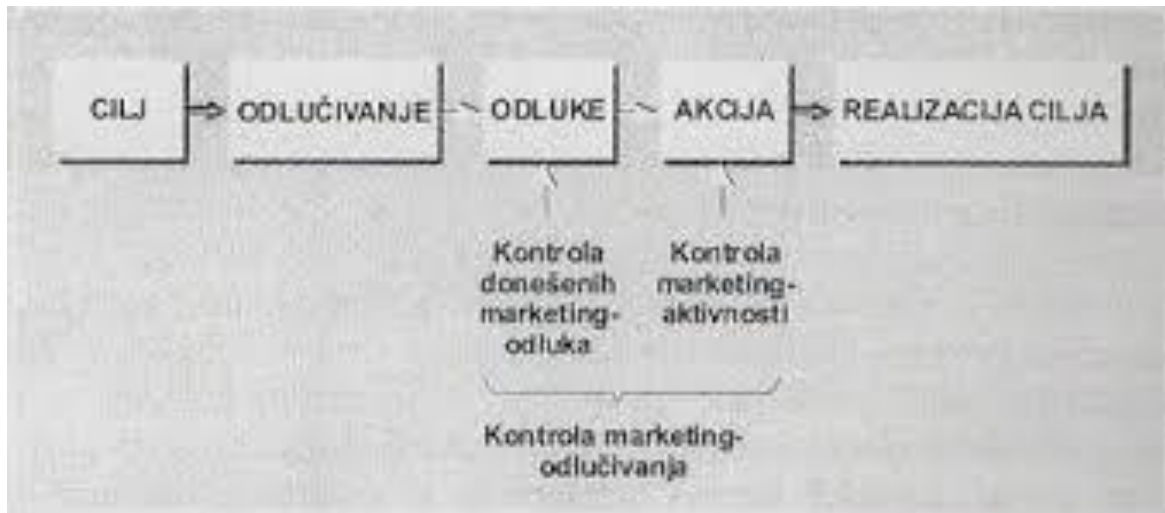 CILJ
ODLUČIVANJE
ODLUKE
AKCIJA
REALIZACIJA CILJA
Kontrola
donešenih
marketing-
odluka
Kontrola
marketing-
aktivnosti
Kontrola marketing-
odlučivanja